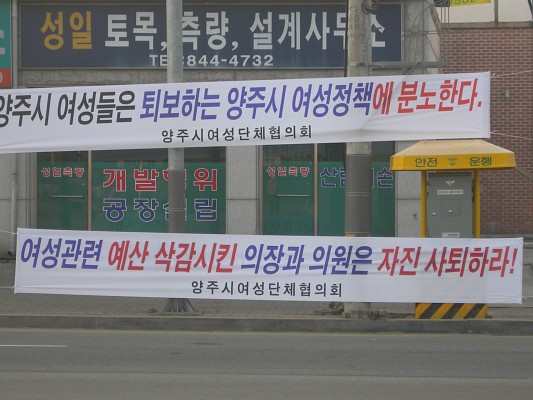 성일 토목, 측량, 설계사무소
TEL:844-4732
양주시 여성들은 퇴보하는 양주시 여성정책에 분노한다.
양주시여성단체협의회
안전 운행
성일측량
개발행위
공장설립
성일측량
여성관련 예산 삭감시킨 의장과 의원은 자진 사퇴하라!
양주시여성단체협의회